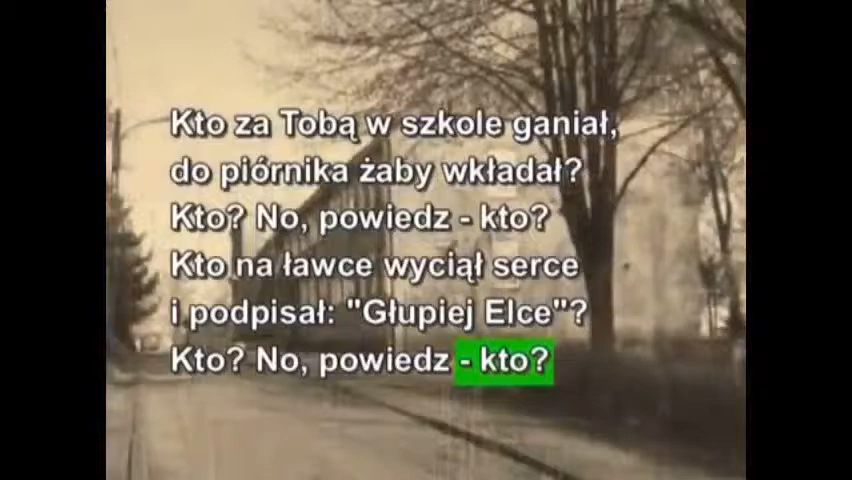 Kto za Tobą w szkole ganiał,
do piórnika żaby wkładał?
Kto? No, powiedz - kto?
Kto na ławce wyciął serce
i podpisał: "Głupiej Elce"?
Kto? No, powiedz - kto?